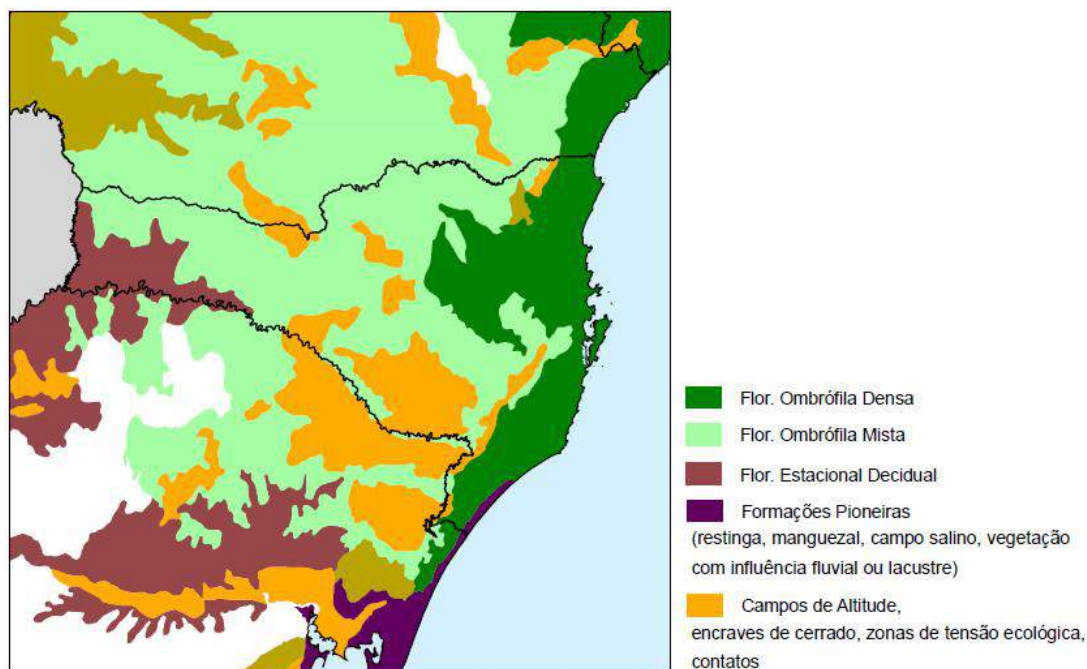 Flor. Ombrófila Densa
Flor. Ombrófila Mista
Flor. Estacional Decidual
Formações Pioneiras
(restinga, manguezal, campo salino, vegetação
com influência fluvial ou lacustre)
Campos de Altitude,
encraves de cerrado, zonas de tensão ecológica,
contatos